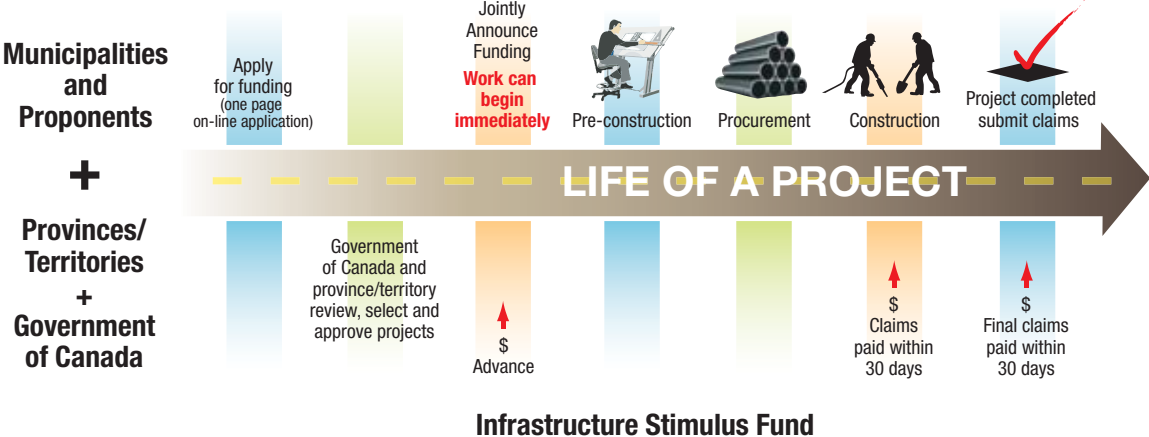 Municipalities
and
Proponents
+
Provinces/
Territories
+
Government
of Canada
Apply
for funding
(one page
on-line application)
Jointly
Announce
Funding
Work can
begin
immediately
Pre-construction
Procurement
Construction
Project completed
submit claims
LIFE OF A PROJECT
Government
of Canada and
province/territory
review, select and
approve projects
$
Advance
$
Claims
paid within
30 days
$
Final claims
paid within
30 days
Infrastructure Stimulus Fund